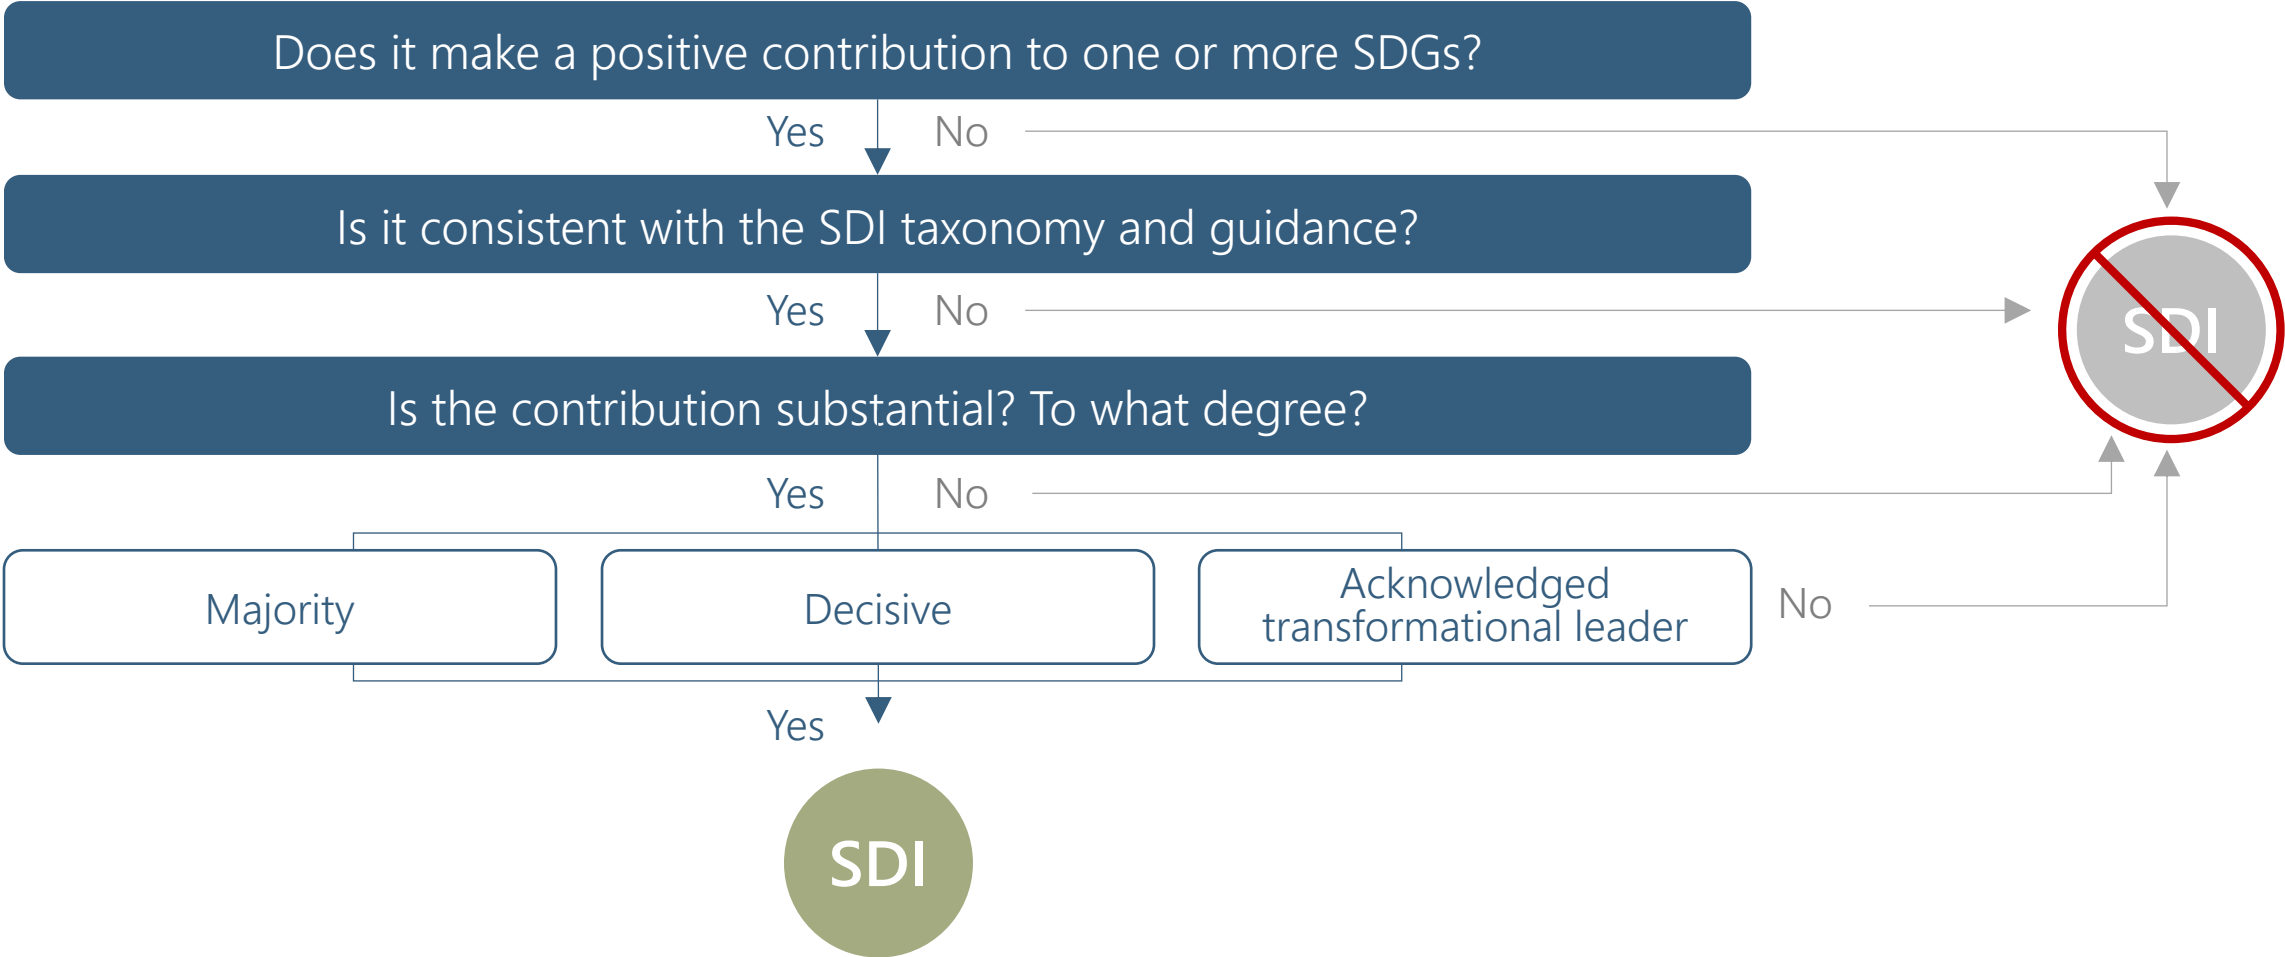 Does it make a positive contribution to one or more SDGs?
Yes
No
Is it consistent with the SDI taxonomy and guidance?
Yes
No
SDI
Is the contribution substantial? To what degree?
Yes
No
Majority
Decisive
Acknowledged
transformational leader
No
Yes
SDI